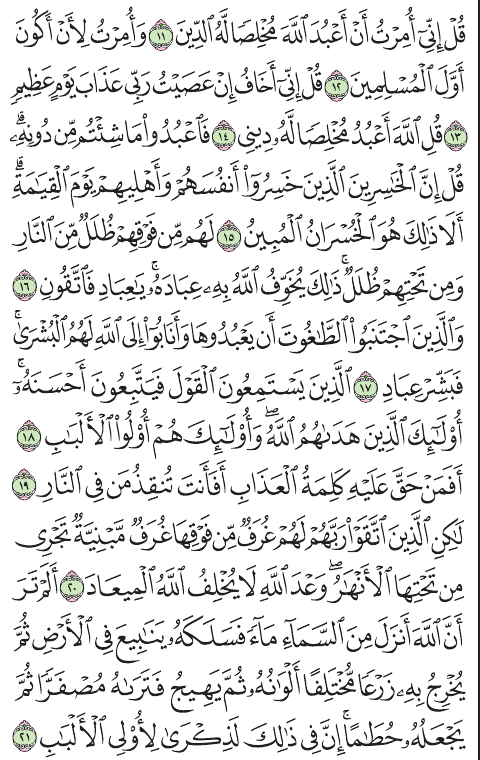 قُلْ إِنِّيٓ أُمِرْتُ أَنْ أَعْبُدَ ٱللَّهَ مُخْلِصًا لَّهُ ٱلدِّينَ ١١ وَأُمِرْتُ لِأَنْ أَكُونَ
أَوَّلَ ٱلْمُسْلِمِينَ ١٢ قُلْ إِنِّيٓ أَخَافُ إِنْ عَصَيْتُ رَبِّي عَذَابَ يَوْمٍ عَظِيمٍ
١٣ قُلِ ٱللَّهَ أَعْبُدُ مُخْلِصًا لَّهُۥ دِينِي ١٤ فَٱعْبُدُوا۟ مَا شِئْتُم مِّن دُونِهِۦۗ
قُلْ إِنَّ ٱلْخَٰسِرِينَ ٱلَّذِينَ خَسِرُوٓا۟ أَنفُسَهُمْ وَأَهْلِيهِمْ يَوْمَ ٱلْقِيَٰمَةِۗ
أَلَا ذَٰلِكَ هُوَ ٱلْخُسْرَانُ ٱلْمُبِينُ ١٥ لَهُم مِّن فَوْقِهِمْ ظُلَلٌ مِّنَ ٱلنَّارِ
وَمِن تَحْتِهِمْ ظُلَلٌۚ ذَٰلِكَ يُخَوِّفُ ٱللَّهُ بِهِۦ عِبَادَهُۥۚ يَٰعِبَادِ فَٱتَّقُونِ ١٦
وَٱلَّذِينَ ٱجْتَنَبُوا۟ ٱلطَّٰغُوتَ أَن يَعْبُدُوهَا وَأَنَابُوٓا۟ إِلَى ٱللَّهِ لَهُمُ ٱلْبُشْرَىٰۚ
فَبَشِّرْ عِبَادِ ١٧ ٱلَّذِينَ يَسْتَمِعُونَ ٱلْقَوْلَ فَيَتَّبِعُونَ أَحْسَنَهُۥٓۚ
أُو۟لَٰٓئِكَ ٱلَّذِينَ هَدَىٰهُمُ ٱللَّهُۖ وَأُو۟لَٰٓئِكَ هُمْ أُو۟لُوا۟ ٱلْأَلْبَٰبِ ١٨
أَفَمَنْ حَقَّ عَلَيْهِ كَلِمَةُ ٱلْعَذَابِ أَفَأَنتَ تُنقِذُ مَن فِي ٱلنَّارِ ١٩
لَٰكِنِ ٱلَّذِينَ ٱتَّقَوْا۟ رَبَّهُمْ لَهُمْ غُرَفٌ مِّن فَوْقِهَا غُرَفٌ مَّبْنِيَّةٌ تَجْرِي
مِن تَحْتِهَا ٱلْأَنْهَٰرُۖ وَعْدَ ٱللَّهِ لَا يُخْلِفُ ٱللَّهُ ٱلْمِيعَادَ ٢٠ أَلَمْ تَرَ
أَنَّ ٱللَّهَ أَنزَلَ مِنَ ٱلسَّمَآءِ مَآءً فَسَلَكَهُۥ يَنَٰبِيعَ فِي ٱلْأَرْضِ ثُمَّ
يُخْرِجُ بِهِۦ زَرْعًا مُّخْتَلِفًا أَلْوَٰنُهُۥ ثُمَّ يَهِيجُ فَتَرَىٰهُ مُصْفَرًّا ثُمَّ
يَجْعَلُهُۥ حُطَٰمًاۚ إِنَّ فِي ذَٰلِكَ لَذِكْرَىٰ لِأُو۟لِي ٱلْأَلْبَٰبِ ٢١